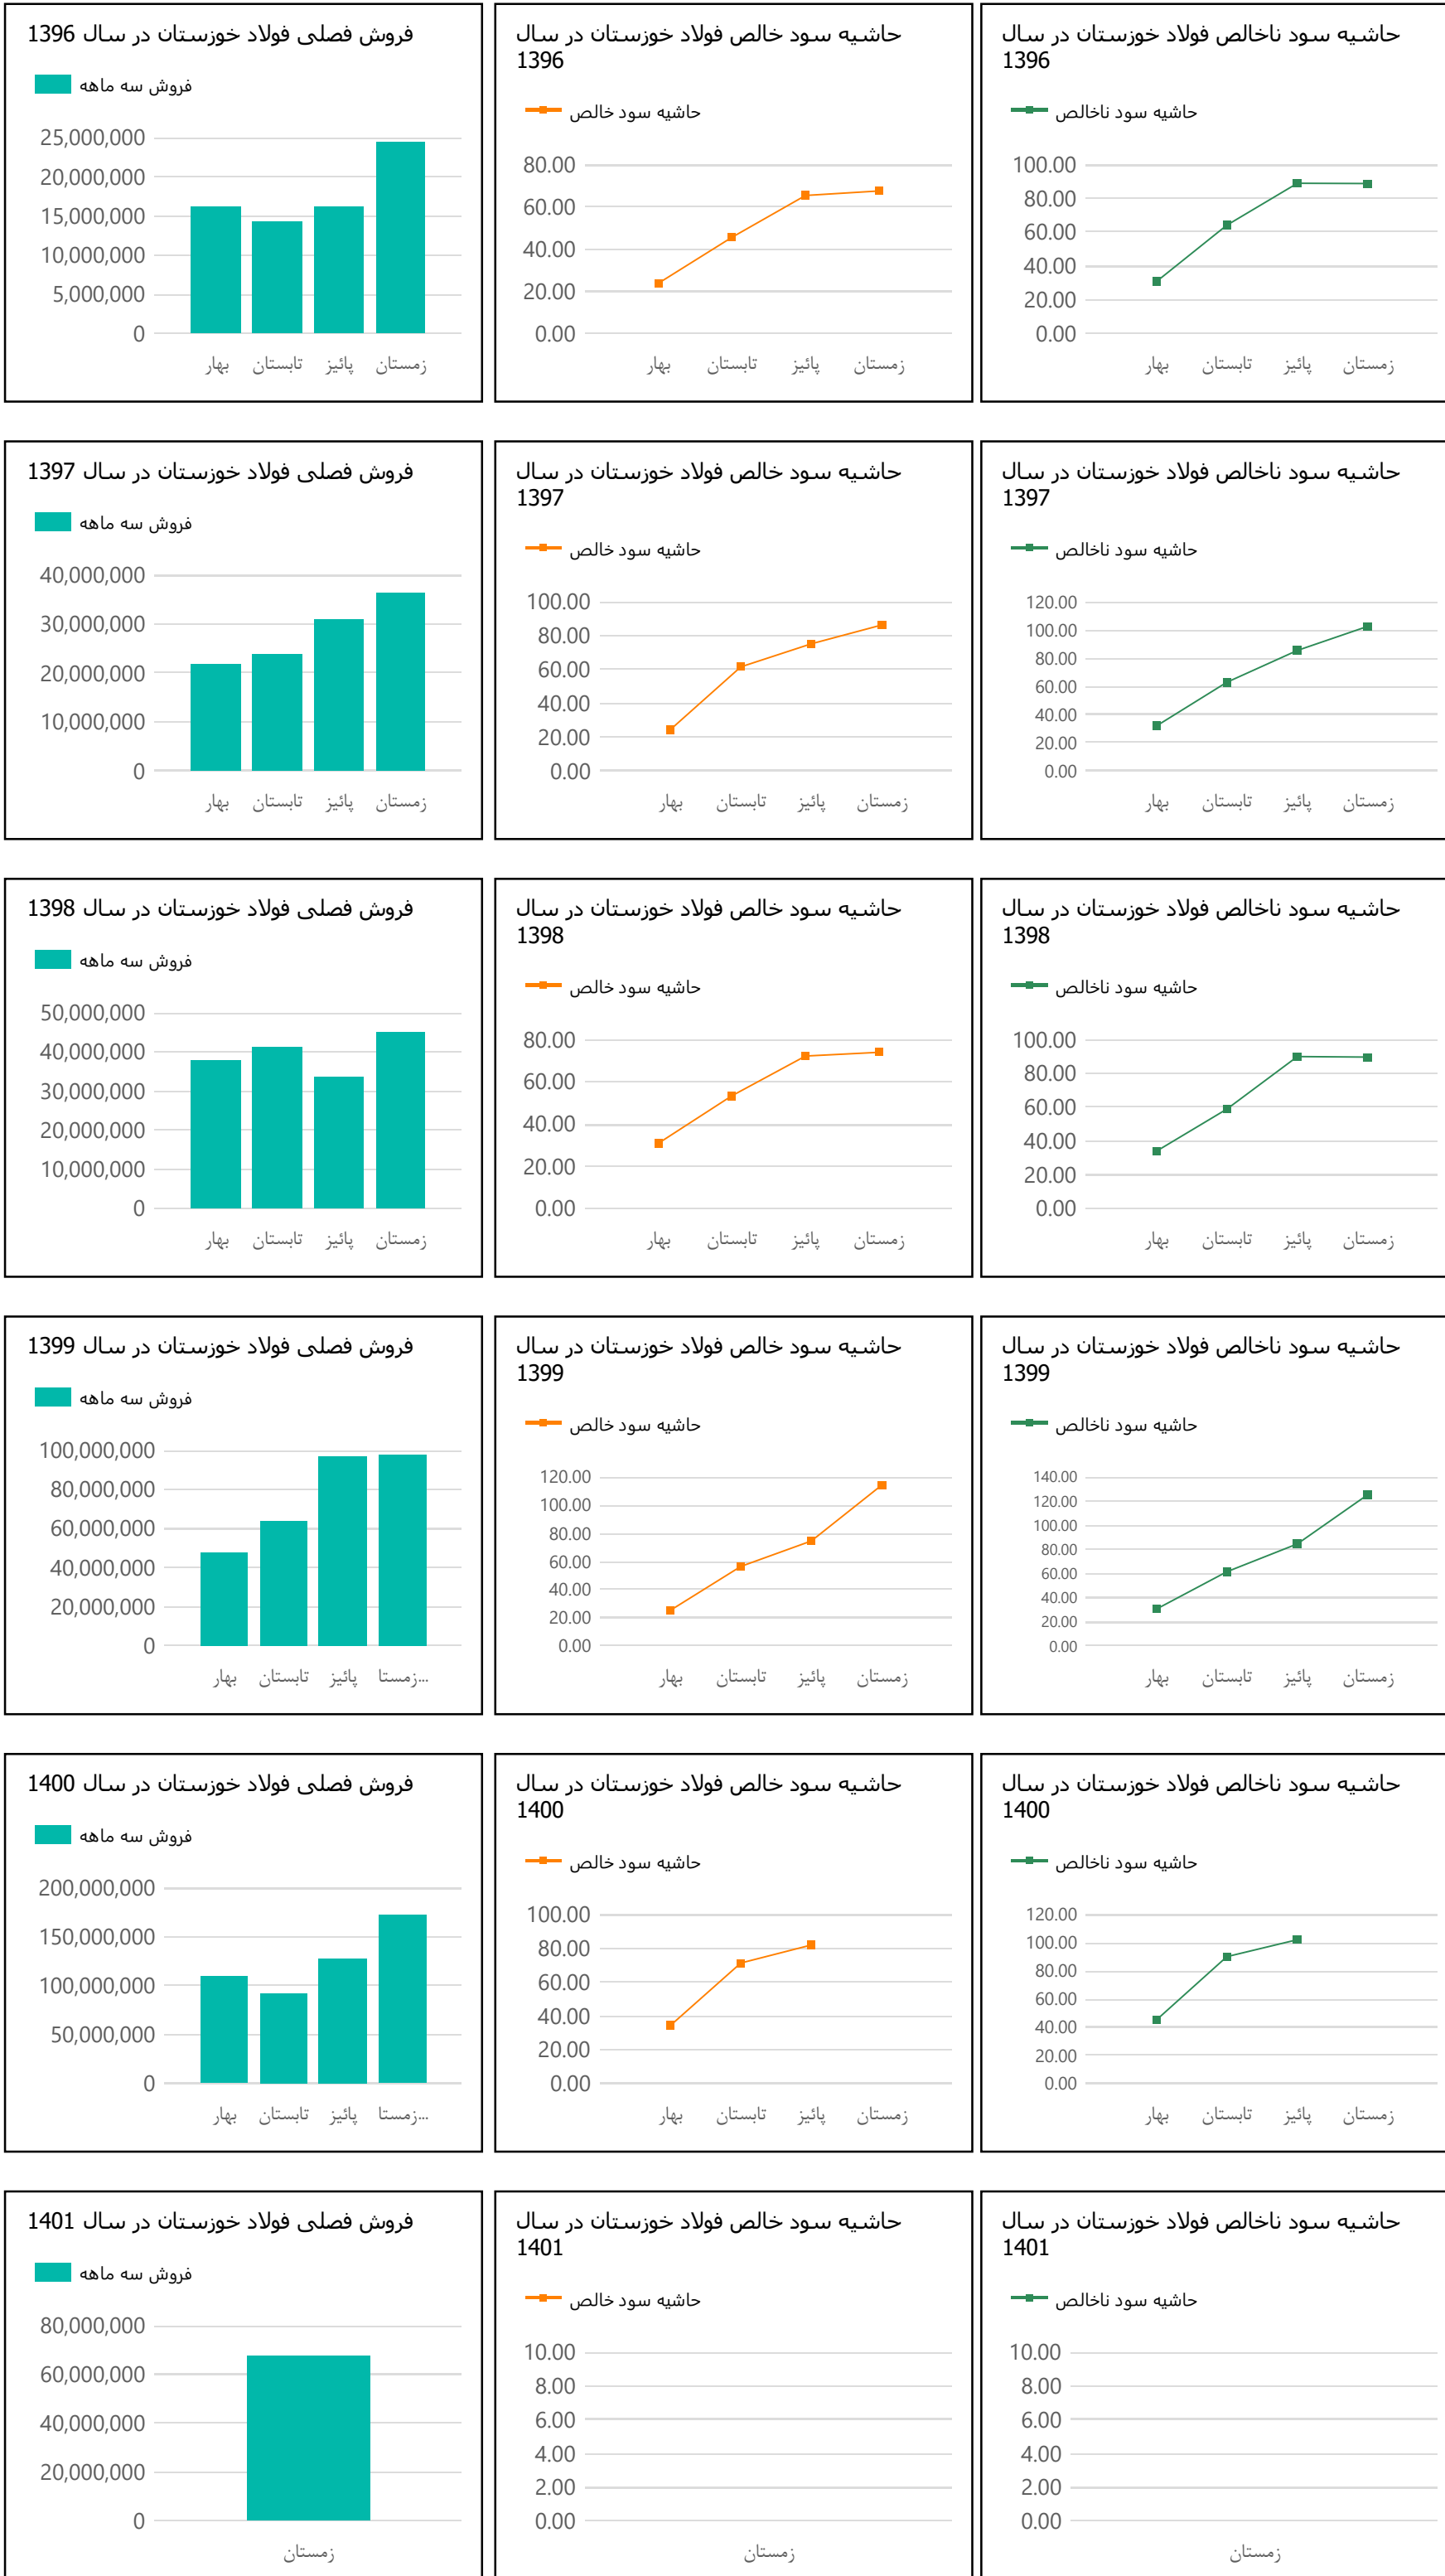 فروش فصلی فولاد خوزستان در سال 1396
فروش سه ماهه
25,000,000
20,000,000
15,000,000
10,000,000
5,000,000
0
بهار تابستان پائیز زمستان
حاشیه سود خالص فولاد خوزستان در سال
1396
حاشیه سود خالص
80.00
60.00
40.00
20.00
0.00
بهار تابستان پائیز زمستان
حاشیه سود ناخالص فولاد خوزستان در سال
1396
حاشیه سود ناخالص
100.00
80.00
60.00
40.00
20.00
0.00
بهار تابستان پائیز زمستان
فروش فصلی فولاد خوزستان در سال 1397
فروش سه ماهه
40,000,000
30,000,000
20,000,000
10,000,000
0
بهار تابستان پائیز زمستان
حاشیه سود خالص فولاد خوزستان در سال
1397
حاشیه سود خالص
100.00
80.00
60.00
40.00
20.00
0.00
بهار تابستان پائیز زمستان
حاشیه سود ناخالص فولاد خوزستان در سال
1397
حاشیه سود ناخالص
120.00
100.00
80.00
60.00
40.00
20.00
0.00
بهار تابستان پائیز زمستان
فروش فصلی فولاد خوزستان در سال 1398
فروش سه ماهه
50,000,000
40,000,000
30,000,000
20,000,000
10,000,000
0
بهار تابستان پائیز زمستان
حاشیه سود خالص فولاد خوزستان در سال
1398
حاشیه سود خالص
80.00
60.00
40.00
20.00
0.00
بهار تابستان پائیز زمستان
حاشیه سود ناخالص فولاد خوزستان در سال
1398
حاشیه سود ناخالص
100.00
80.00
60.00
40.00
20.00
0.00
بهار تابستان پائیز زمستان
فروش فصلی فولاد خوزستان در سال 1399
فروش سه ماهه
100,000,000
80,000,000
60,000,000
40,000,000
20,000,000
0
بهار تابستان پائیز زمستا...
حاشیه سود خالص فولاد خوزستان در سال
1399
حاشیه سود خالص
120.00
100.00
80.00
60.00
40.00
20.00
0.00
بهار تابستان پائیز زمستان
حاشیه سود ناخالص فولاد خوزستان در سال
1399
حاشیه سود ناخالص
140.00
120.00
100.00
80.00
60.00
40.00
20.00
0.00
بهار تابستان پائیز زمستان
فروش فصلی فولاد خوزستان در سال 1400
فروش سه ماهه
200,000,000
150,000,000
100,000,000
50,000,000
0
بهار تابستان پائیز زمستا...
حاشیه سود خالص فولاد خوزستان در سال
1400
حاشیه سود خالص
100.00
80.00
60.00
40.00
20.00
0.00
بهار تابستان پائیز زمستان
حاشیه سود ناخالص فولاد خوزستان در سال
1400
حاشیه سود ناخالص
120.00
100.00
80.00
60.00
40.00
20.00
0.00
بهار تابستان پائیز زمستان
فروش فصلی فولاد خوزستان در سال 1401
فروش سه ماهه
80,000,000
60,000,000
40,000,000
20,000,000
0
زمستان
حاشیه سود خالص فولاد خوزستان در سال
1401
حاشیه سود خالص
10.00
8.00
6.00
4.00
2.00
0.00
زمستان
حاشیه سود ناخالص فولاد خوزستان در سال
1401
حاشیه سود ناخالص
10.00
8.00
6.00
4.00
2.00
0.00
زمستان